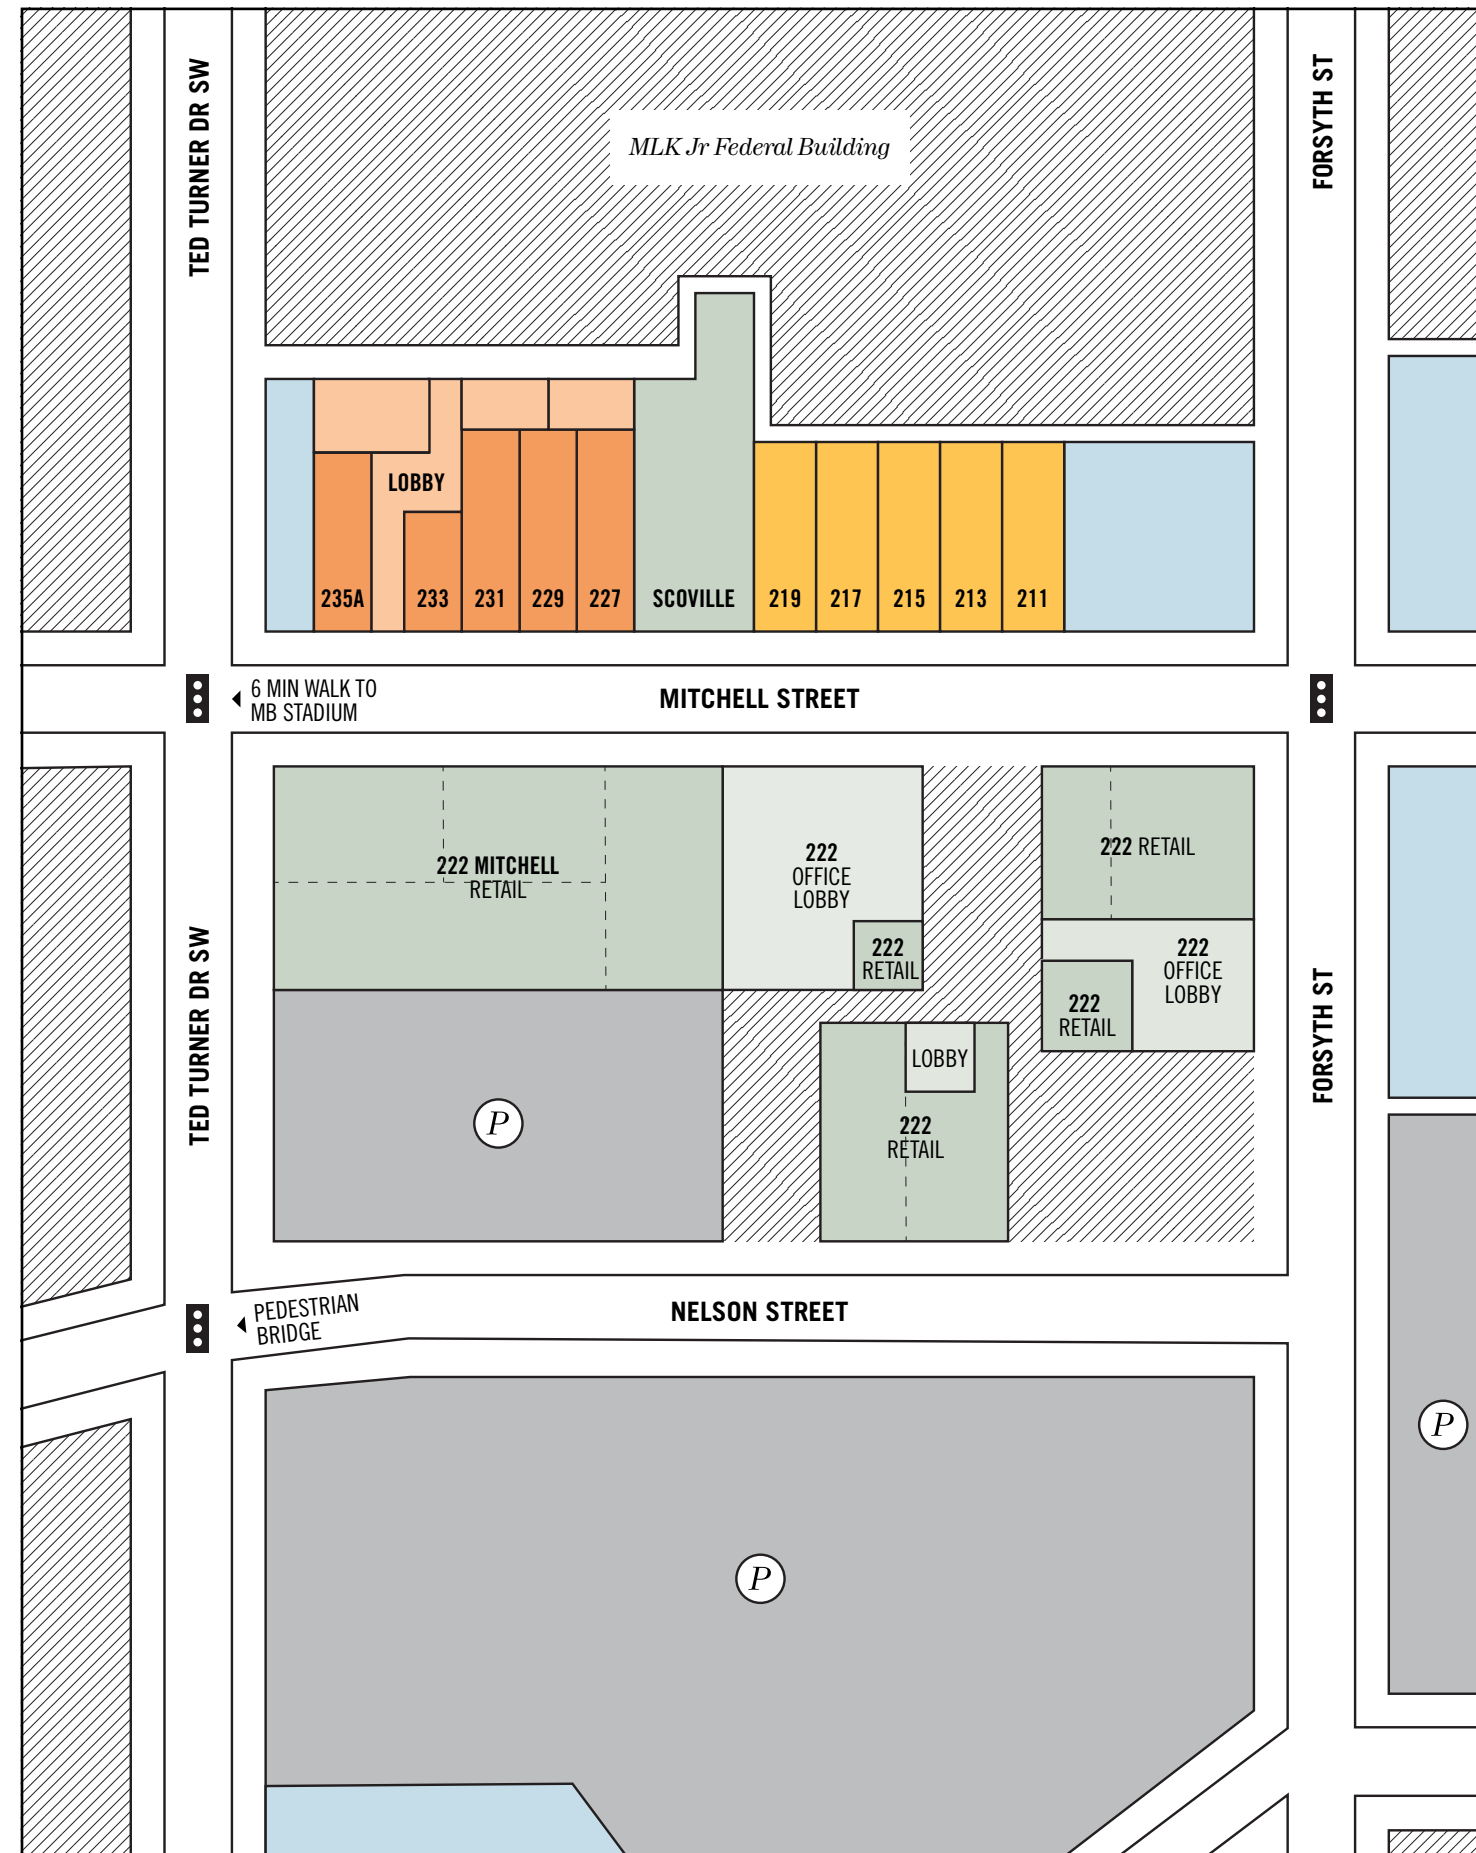 TED TURNER DR SW
FORSYTH ST
MLK Jr Federal Building
LOBBY
235A
233
231
229
227
SCOVILLE
219
217
215
213
211
6 MIN WALK TO
MB STADIUM
MITCHELL STREET
222 MITCHELL
RETAIL
222
OFFICE
LOBBY
222
RETAIL
222 RETAIL
222
OFFICE
LOBBY
222
RETAIL
TED TURNER DR SW
FORSYTH ST
LOBBY
222
RETAIL
P
PEDESTRIAN
BRIDGE
NELSON STREET
P
P